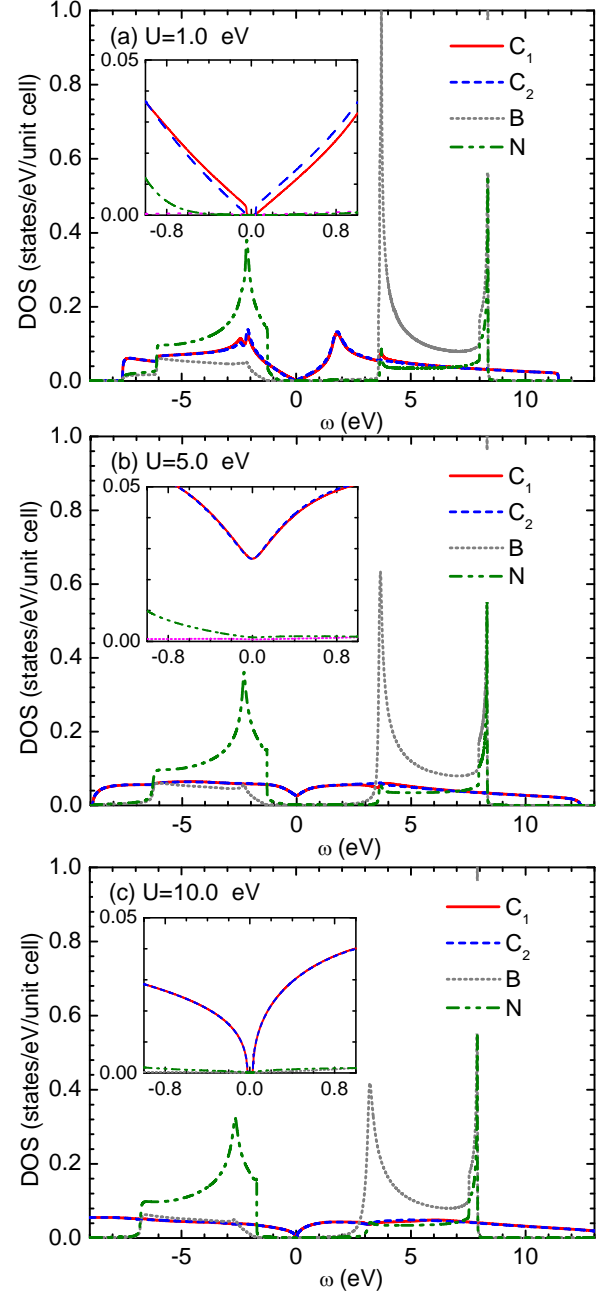 (a) U=1.0 eV
C₁
C₂
B
N
0.05
0.00
-0.8
0.0
0.8
1.0
0.8
0.6
0.4
0.2
0.0
-5
0
5
10
DOS (states/eV/unit cell)
ω (eV)
(b) U=5.0 eV
C₁
C₂
B
N
0.05
0.00
-0.8
0.0
0.8
1.0
0.8
0.6
0.4
0.2
0.0
-5
0
5
10
DOS (states/eV/unit cell)
ω (eV)
(c) U=10.0 eV
C₁
C₂
B
N
0.05
0.00
-0.8
0.0
0.8
1.0
0.8
0.6
0.4
0.2
0.0
-5
0
5
10
DOS (states/eV/unit cell)
ω (eV)